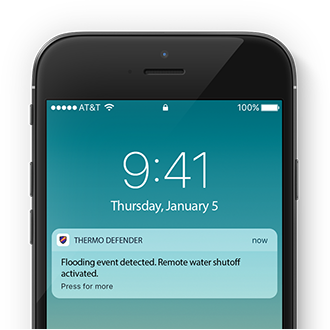 AT&T 100%
9:41
Thursday, January 5
THERMO DEFENDER now
Flooding event detected. Remote water shutoff
activated.
Press for more